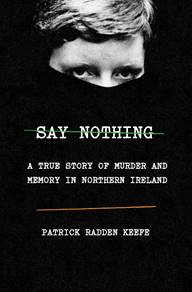 SAY NOTHING
A TRUE STORY OF MURDER AND
MEMORY IN NORTHERN IRELAND
PATRICK RADDEN KEEFE